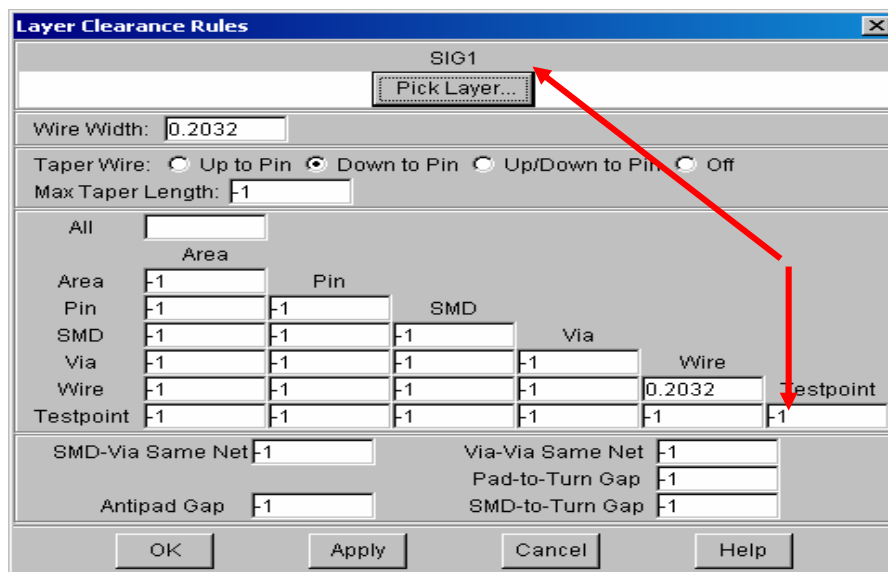 Layer Clearance Rules
SIG1
Pick Layer...
Wire Width: 0.2032
Taper Wire: Up to Pin Down to Pin Up/Down to Pin Off
Max Taper Length: -1
All
Area
Area -1 Pin
Pin -1 -1 SMD
SMD -1 -1 -1 Via
Via -1 -1 -1 -1 Wire
Wire -1 -1 -1 -1 0.2032 Testpoint
Testpoint -1 -1 -1 -1 -1 -1
SMD-Via Same Net -1 Via-Via Same Net -1
Pad-to-Turn Gap -1
Antipad Gap -1 SMD-to-Turn Gap -1
OK Apply Cancel Help